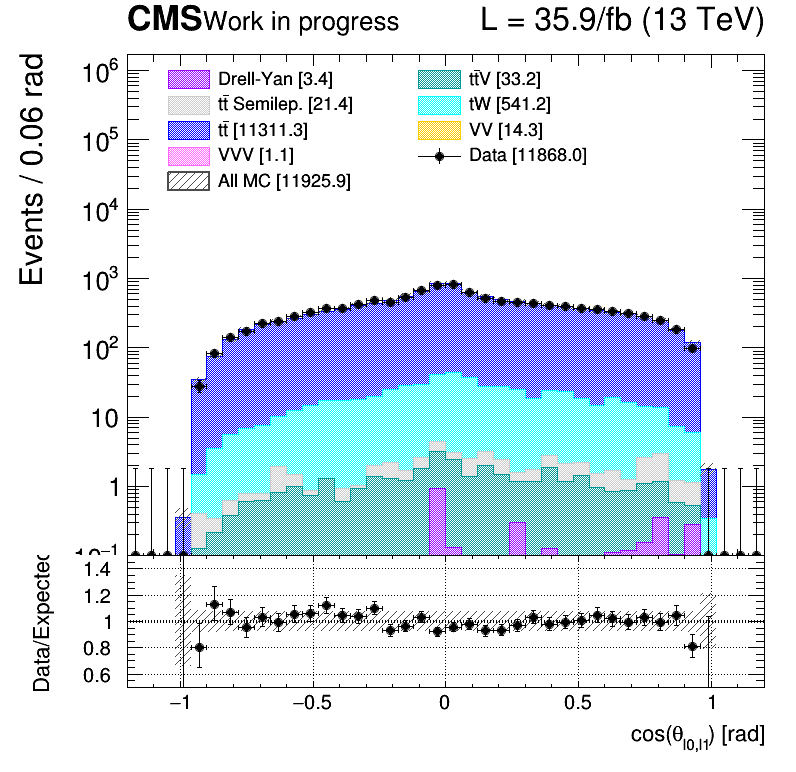 CMS Work in progress L = 35.9/fb (13 TeV)
Events / 0.06 rad
10⁶
10⁵
10⁴
10³
10²
10
1
10⁻¹
Drell-Yan [3.4]
tt̄ Semilep. [21.4]
tt̄ [11311.3]
VVV [1.1]
All MC [11925.9]
tt̄V [33.2]
tW [541.2]
VV [14.3]
Data [11868.0]
Data/Expected
1.4
1.2
1
0.8
0.6
−1 −0.5 0 0.5 1
cos(θ_l0,l1) [rad]